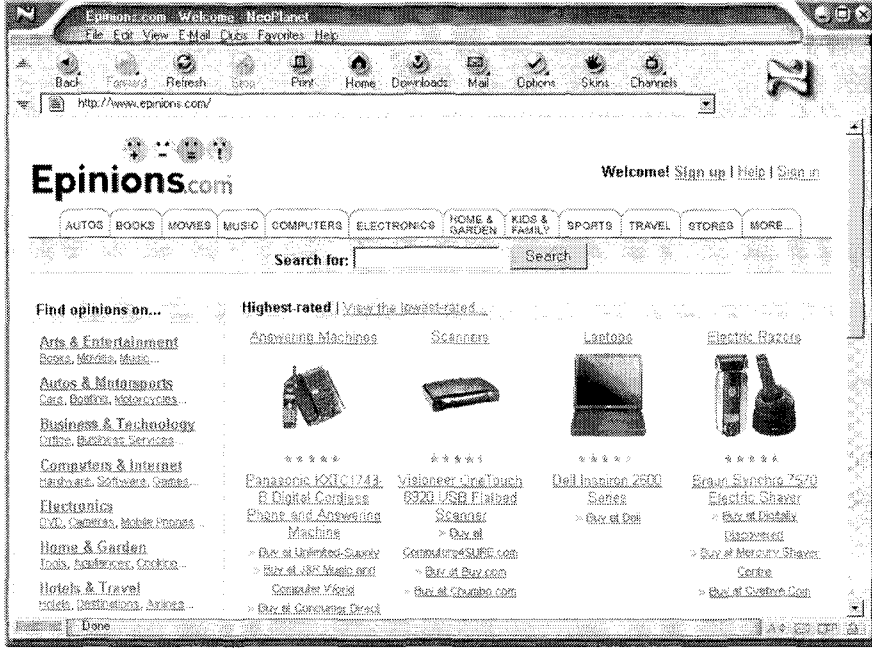 Epinions.com - Welcome - NeoPlanet
File Edit View E-Mail Clubs Favorites Help
Back Forward Refresh Stop Print Home Downloads Mail Options Skins Channels
http://www.epinions.com/
Epinions.com
Welcome! Sign up | Help | Sign in
AUTOS BOOKS MOVIES MUSIC COMPUTERS ELECTRONICS HOME & GARDEN KIDS & FAMILY SPORTS TRAVEL STORES MORE...
Search for: Search
Find opinions on...
Arts & Entertainment
Books, Movies, Music...
Autos & Motorsports
Cars, Boating, Motorcycles...
Business & Technology
Office, Business Services...
Computers & Internet
Hardware, Software, Games...
Electronics
DVD, Cameras, Mobile Phones...
Home & Garden
Tools, Appliances, Cooking...
Hotels & Travel
Hotels, Destinations, Airlines...
Highest-rated | View the lowest-rated...
Answering Machines
Panasonic KXTC1743-
B Digital Cordless
Phone and Answering
Machine
> Buy at Unlimited-Supply
> Buy at J&R Music and
Computer World
> Buy at Consumer Direct
Scanners
Visioneer OneTouch
8920 USB Flatbed
Scanner
> Buy at
Computers4SURE.com
> Buy at Buy.com
> Buy at Chumbo.com
Laptops
Dell Inspiron 2600
Series
> Buy at Dell
Electric Razors
Braun Synchro 7570
Electric Shaver
> Buy at Digitally
Discovered
> Buy at Mercury Shaver
Centre
Done